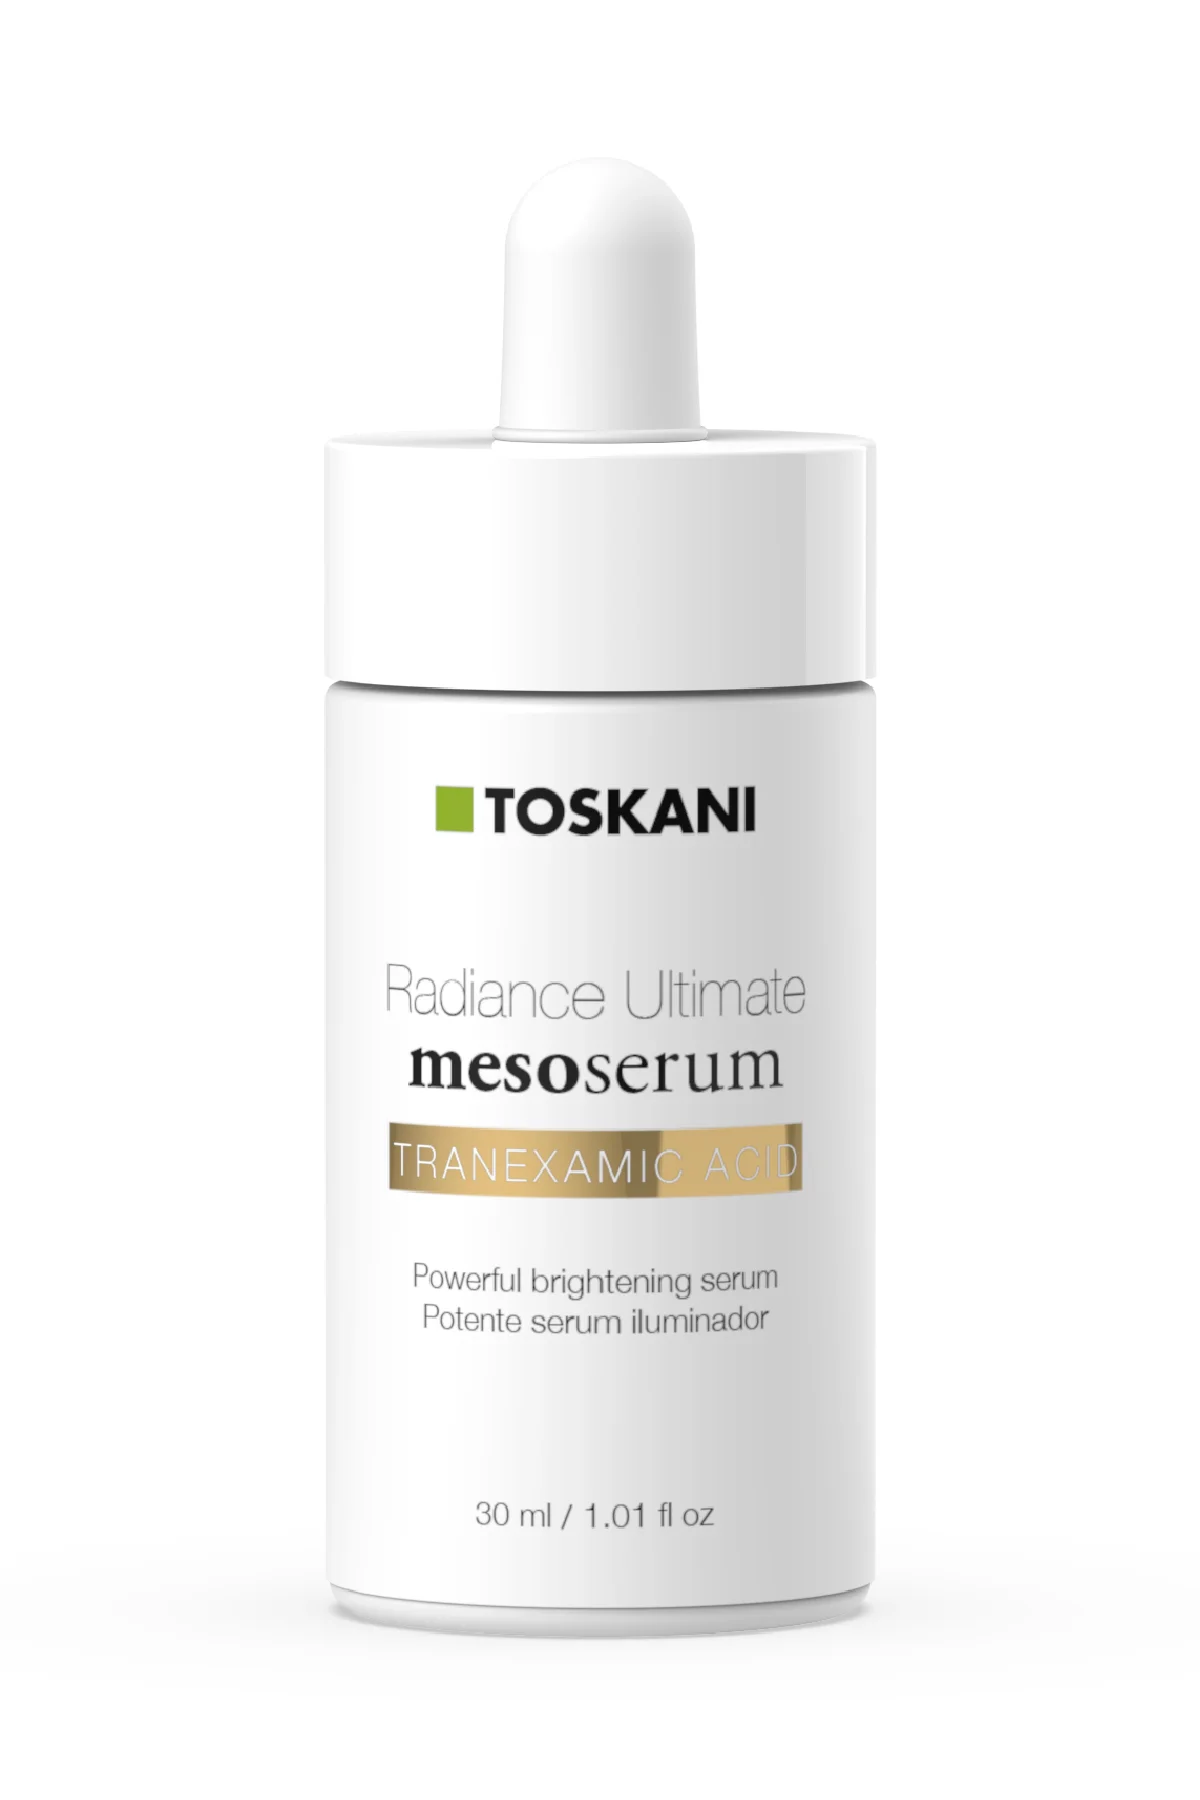 TOSKANI
Radiance Ultimate
mesoserum
TRANEXAMIC ACID
Powerful brightening serum
Potente serum iluminador
30 ml / 1.01 fl oz